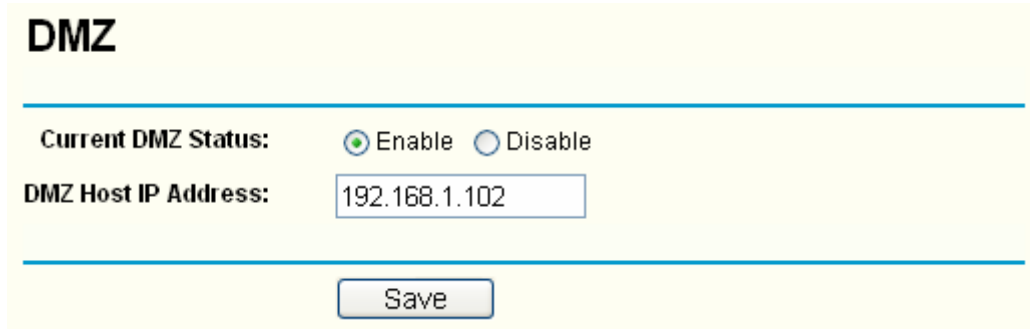 DMZ
Current DMZ Status: Enable Disable
DMZ Host IP Address: 192.168.1.102
Save